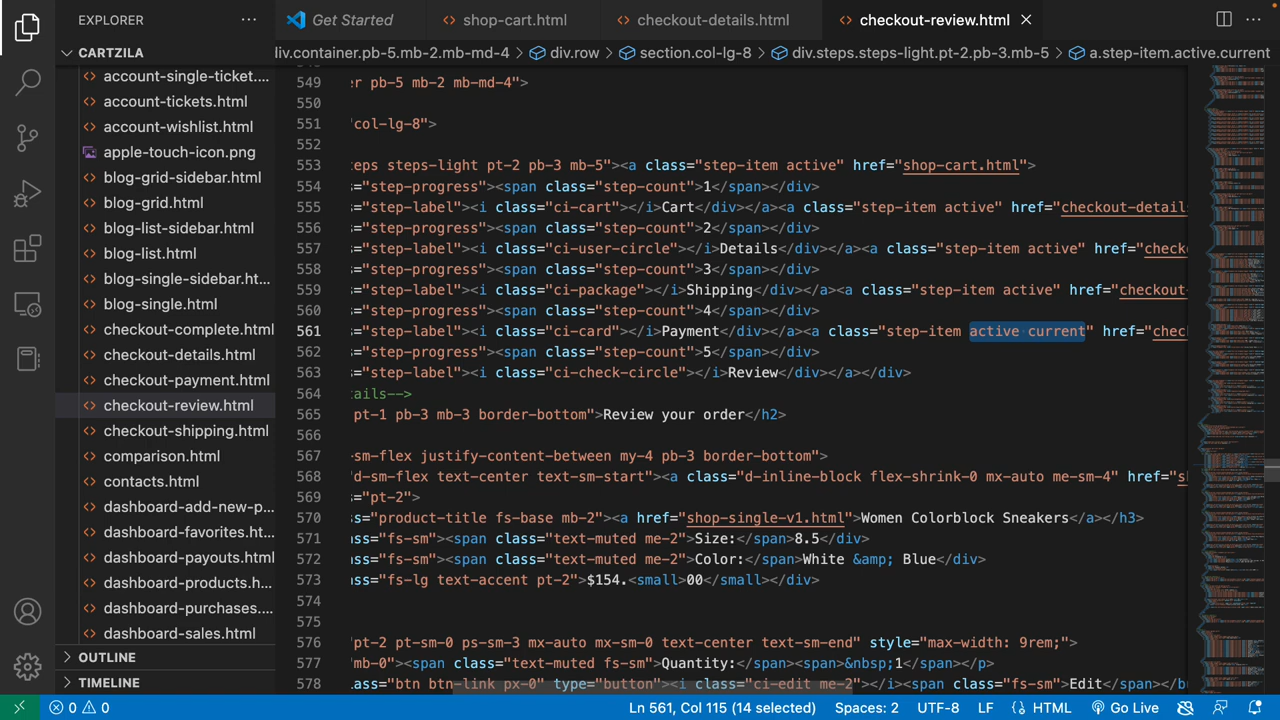 EXPLORER
Get Started
shop-cart.html
checkout-details.html
checkout-review.html
CARTZILA
div.container.pb-5.mb-2.mb-md-4 > div.row > section.col-lg-8 > div.steps.steps-light.pt-2.pb-3.mb-5 > a.step-item.active.current
account-single-ticket....
account-tickets.html
account-wishlist.html
apple-touch-icon.png
blog-grid-sidebar.html
blog-grid.html
blog-list-sidebar.html
blog-list.html
blog-single-sidebar.ht...
blog-single.html
checkout-complete.html
checkout-details.html
checkout-payment.html
checkout-review.html
checkout-shipping.html
comparison.html
contacts.html
dashboard-add-new-p...
dashboard-favorites.ht...
dashboard-payouts.html
dashboard-products.h...
dashboard-purchases....
dashboard-sales.html
OUTLINE
TIMELINE
549 er pb-5 mb-2 mb-md-4">
550
551 "col-lg-8">
552
553 eps steps-light pt-2 pb-3 mb-5"><a class="step-item active" href="shop-cart.html">
554 ="step-progress"><span class="step-count">1</span></div>
555 ="step-label"><i class="ci-cart"></i>Cart</div></a><a class="step-item active" href="checkout-details
556 ="step-progress"><span class="step-count">2</span></div>
557 ="step-label"><i class="ci-user-circle"></i>Details</div></a><a class="step-item active" href="checko
558 ="step-progress"><span class="step-count">3</span></div>
559 ="step-label"><i class="ci-package"></i>Shipping</div></a><a class="step-item active" href="checkout-
560 ="step-progress"><span class="step-count">4</span></div>
561 ="step-label"><i class="ci-card"></i>Payment</div></a><a class="step-item active current" href="chec
562 ="step-progress"><span class="step-count">5</span></div>
563 ="step-label"><i class="ci-check-circle"></i>Review</div></a></div>
564 ails-->
565 "pt-1 pb-3 mb-3 border-bottom">Review your order</h2>
566
567 -sm-flex justify-content-between my-4 pb-3 border-bottom">
568 d-sm-flex text-center text-sm-start"><a class="d-inline-block flex-shrink-0 mx-auto me-sm-4" href="sh
569 ="pt-2">
570 ss="product-title fs-base mb-2"><a href="shop-single-v1.html">Women Colorblock Sneakers</a></h3>
571 ass="fs-sm"><span class="text-muted me-2">Size:</span>8.5</div>
572 ass="fs-sm"><span class="text-muted me-2">Color:</span>White &amp; Blue</div>
573 ass="fs-lg text-accent pt-2">$154.<small>00</small></div>
574
575
576 "pt-2 pt-sm-0 ps-sm-3 mx-auto mx-sm-0 text-center text-sm-end" style="max-width: 9rem;">
577 "mb-0"><span class="text-muted fs-sm">Quantity:</span><span>&nbsp;1</span></p>
578 lass="btn btn-link px-0" type="button"><i class="ci-edit me-2"></i><span class="fs-sm">Edit</span></b
0 0
Ln 561, Col 115 (14 selected)
Spaces: 2
UTF-8
LF
HTML
Go Live